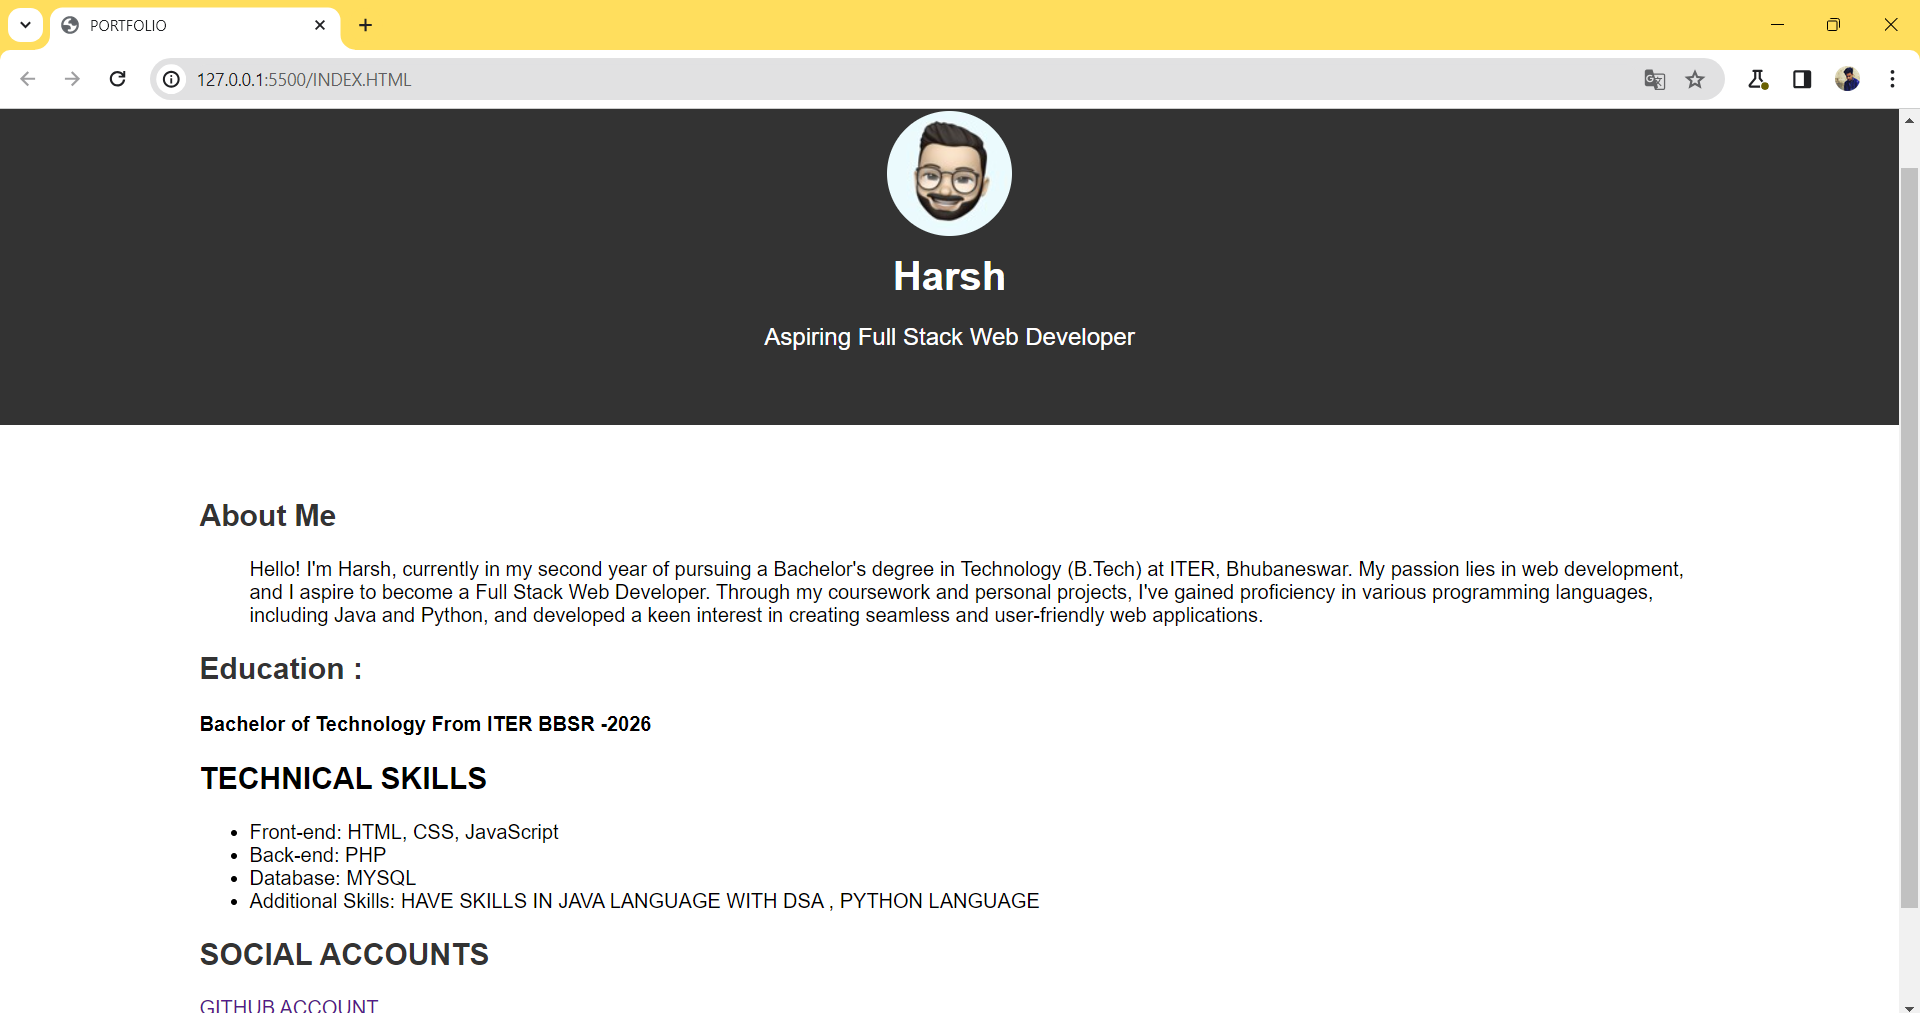 PORTFOLIO
127.0.0.1:5500/INDEX.HTML
Harsh
Aspiring Full Stack Web Developer
About Me
Hello! I'm Harsh, currently in my second year of pursuing a Bachelor's degree in Technology (B.Tech) at ITER, Bhubaneswar. My passion lies in web development,
and I aspire to become a Full Stack Web Developer. Through my coursework and personal projects, I've gained proficiency in various programming languages,
including Java and Python, and developed a keen interest in creating seamless and user-friendly web applications.
Education :
Bachelor of Technology From ITER BBSR -2026
TECHNICAL SKILLS
• Front-end: HTML, CSS, JavaScript
• Back-end: PHP
• Database: MYSQL
• Additional Skills: HAVE SKILLS IN JAVA LANGUAGE WITH DSA , PYTHON LANGUAGE
SOCIAL ACCOUNTS
GITHUB ACCOUNT